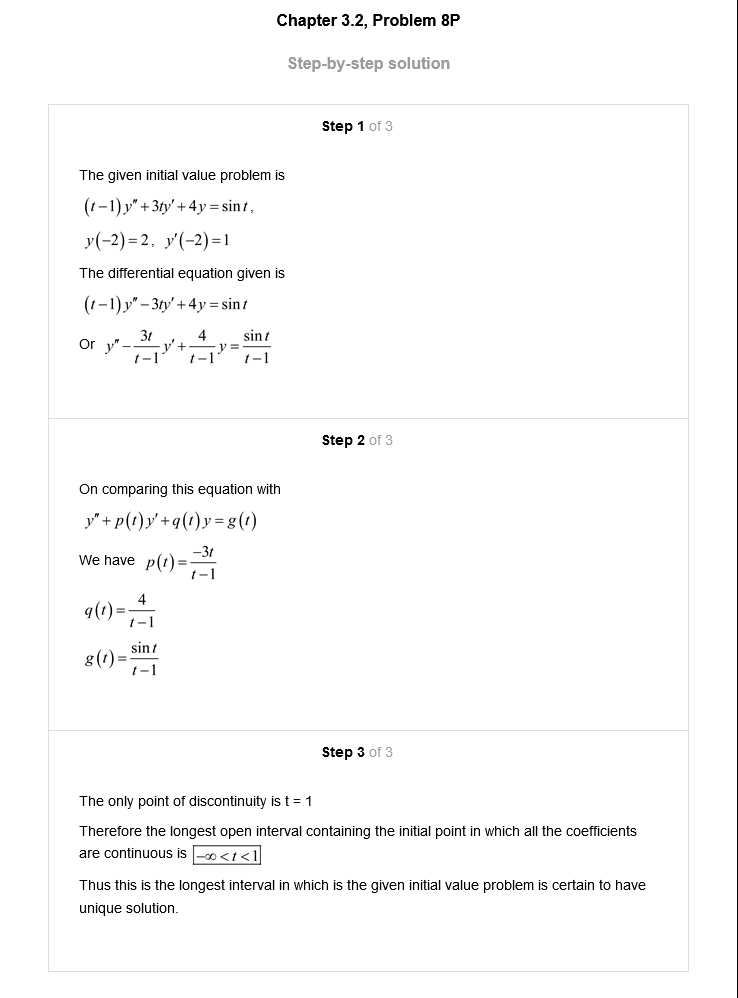 Chapter 3.2, Problem 8P
Step-by-step solution
Step 1 of 3
The given initial value problem is
(t−1)y″+3ty′+4y=sin t,
y(−2)=2, y′(−2)=1
The differential equation given is
(t−1)y″−3ty′+4y=sin t
Or y″−\frac{3t}{t−1}y′+\frac{4}{t−1}y=\frac{sin t}{t−1}
Step 2 of 3
On comparing this equation with
y″+p(t)y′+q(t)y=g(t)
We have p(t)=\frac{−3t}{t−1}
q(t)=\frac{4}{t−1}
g(t)=\frac{sin t}{t−1}
Step 3 of 3
The only point of discontinuity is t = 1
Therefore the longest open interval containing the initial point in which all the coefficients
are continuous is −∞<t<1
Thus this is the longest interval in which is the given initial value problem is certain to have
unique solution.